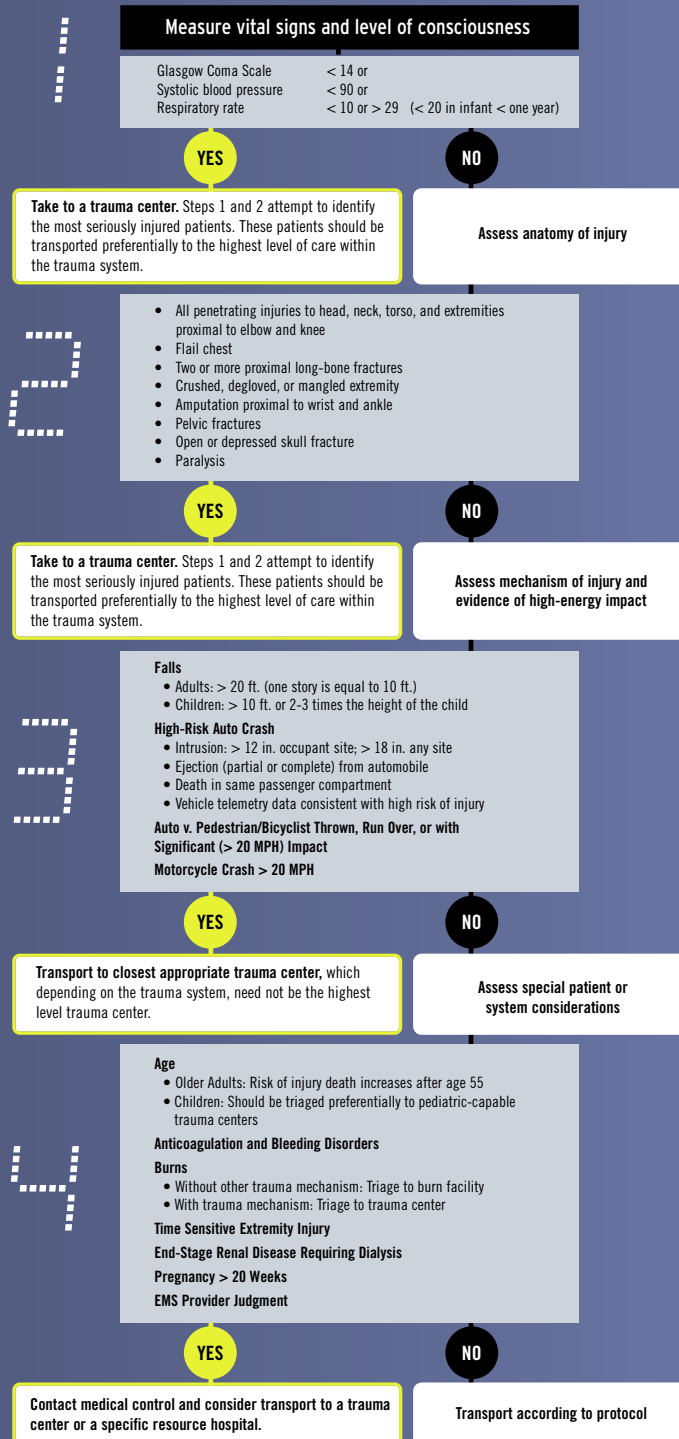 1
Measure vital signs and level of consciousness
Glasgow Coma Scale < 14 or
Systolic blood pressure < 90 or
Respiratory rate < 10 or > 29 (< 20 in infant < one year)
YES
NO
Take to a trauma center. Steps 1 and 2 attempt to identify
the most seriously injured patients. These patients should be
transported preferentially to the highest level of care within
the trauma system.
Assess anatomy of injury
2
• All penetrating injuries to head, neck, torso, and extremities
proximal to elbow and knee
• Flail chest
• Two or more proximal long-bone fractures
• Crushed, degloved, or mangled extremity
• Amputation proximal to wrist and ankle
• Pelvic fractures
• Open or depressed skull fracture
• Paralysis
YES
NO
Take to a trauma center. Steps 1 and 2 attempt to identify
the most seriously injured patients. These patients should be
transported preferentially to the highest level of care within
the trauma system.
Assess mechanism of injury and
evidence of high-energy impact
3
Falls
• Adults: > 20 ft. (one story is equal to 10 ft.)
• Children: > 10 ft. or 2-3 times the height of the child
High-Risk Auto Crash
• Intrusion: > 12 in. occupant site; > 18 in. any site
• Ejection (partial or complete) from automobile
• Death in same passenger compartment
• Vehicle telemetry data consistent with high risk of injury
Auto v. Pedestrian/Bicyclist Thrown, Run Over, or with
Significant (> 20 MPH) Impact
Motorcycle Crash > 20 MPH
YES
NO
Transport to closest appropriate trauma center, which
depending on the trauma system, need not be the highest
level trauma center.
Assess special patient or
system considerations
4
Age
• Older Adults: Risk of injury death increases after age 55
• Children: Should be triaged preferentially to pediatric-capable
trauma centers
Anticoagulation and Bleeding Disorders
Burns
• Without other trauma mechanism: Triage to burn facility
• With trauma mechanism: Triage to trauma center
Time Sensitive Extremity Injury
End-Stage Renal Disease Requiring Dialysis
Pregnancy > 20 Weeks
EMS Provider Judgment
YES
NO
Contact medical control and consider transport to a trauma
center or a specific resource hospital.
Transport according to protocol